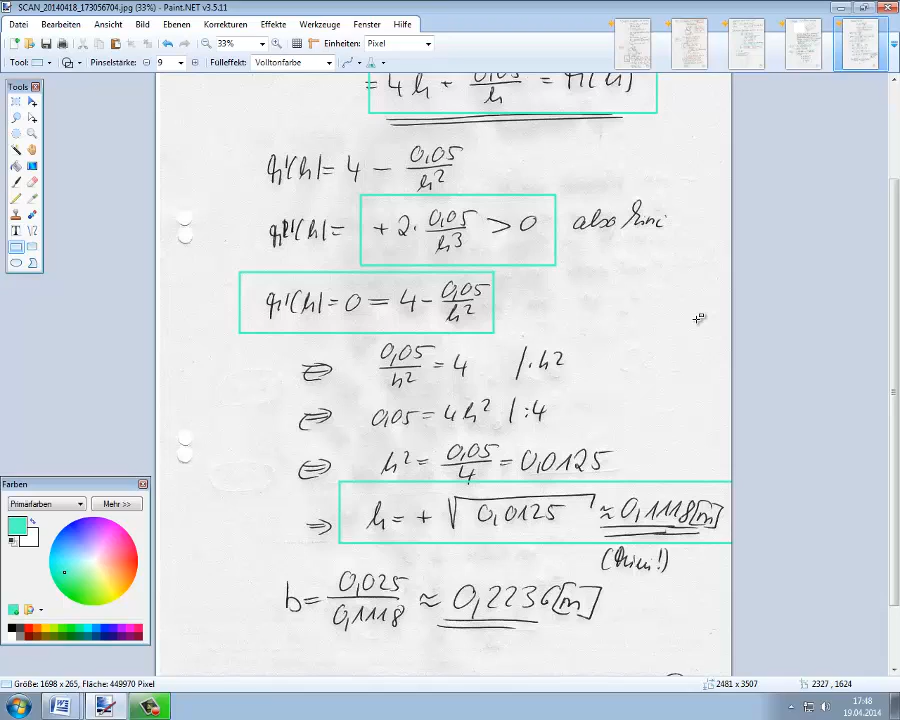 SCAN_20140418_173056704.jpg (33%) - Paint.NET v3.5.11
Datei Bearbeiten Ansicht Bild Ebenen Korrekturen Effekte Werkzeuge Fenster Hilfe
33% Einheiten: Pixel
Tool: Pinselstärke: 9 Fülleffekt: Volltonfarbe
Tools
= 4h + 0,05/h = f(h)
f'(h) = 4 - 0,05/h²
f''(h) = + 2 · 0,05/h³ > 0 also Mini
f'(h) = 0 = 4 - 0,05/h²
⇔ 0,05/h² = 4 / · h²
⇔ 0,05 = 4h² / : 4
⇔ h² = 0,05/4 = 0,0125
⇒ h = + √0,0125 ≈ 0,1118 [m]
(Mini!)
b = 0,025/0,1118 ≈ 0,2236 [m]
Farben
Primärfarben Mehr >>
Größe: 1698 x 265, Fläche: 449970 Pixel 2481 x 3507 2327, 1624
17:48
19.04.2014